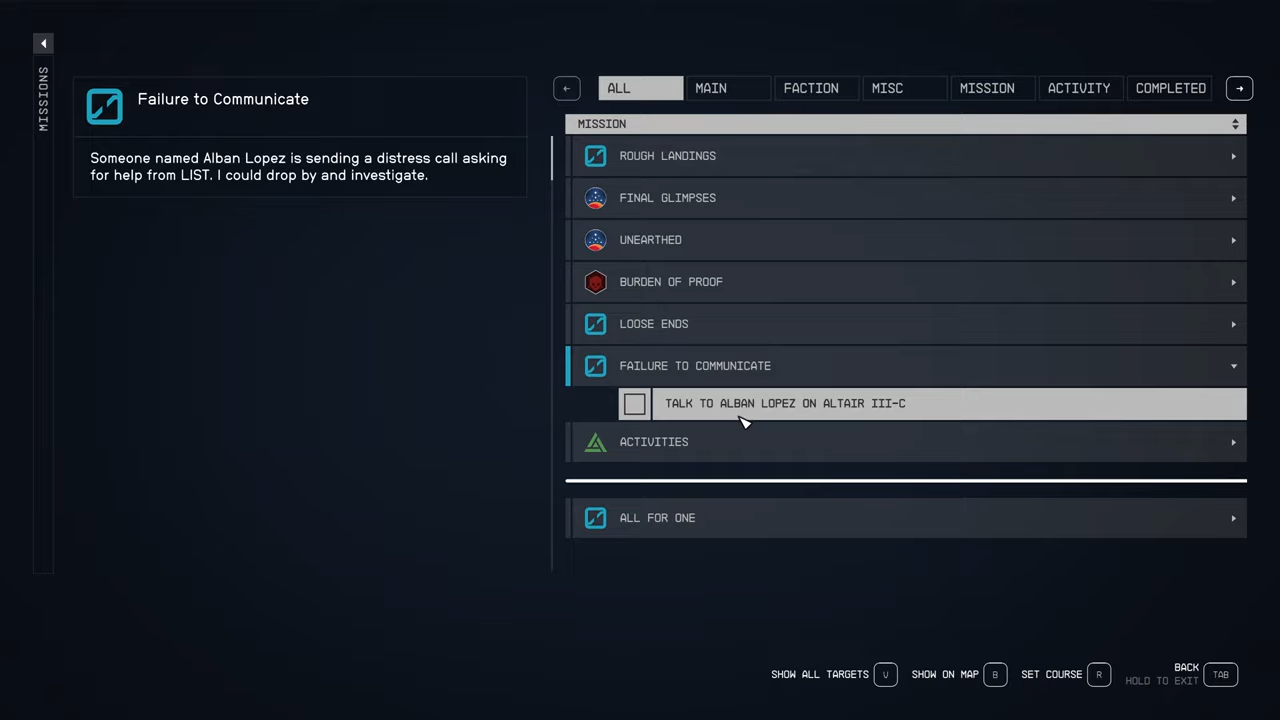 MISSIONS
Failure to Communicate
Someone named Alban Lopez is sending a distress call asking
for help from LIST. I could drop by and investigate.
ALL MAIN FACTION MISC MISSION ACTIVITY COMPLETED
MISSION
ROUGH LANDINGS
FINAL GLIMPSES
UNEARTHED
BURDEN OF PROOF
LOOSE ENDS
FAILURE TO COMMUNICATE
TALK TO ALBAN LOPEZ ON ALTAIR III-C
ACTIVITIES
ALL FOR ONE
SHOW ALL TARGETS V SHOW ON MAP B SET COURSE R BACK TAB
HOLD TO EXIT